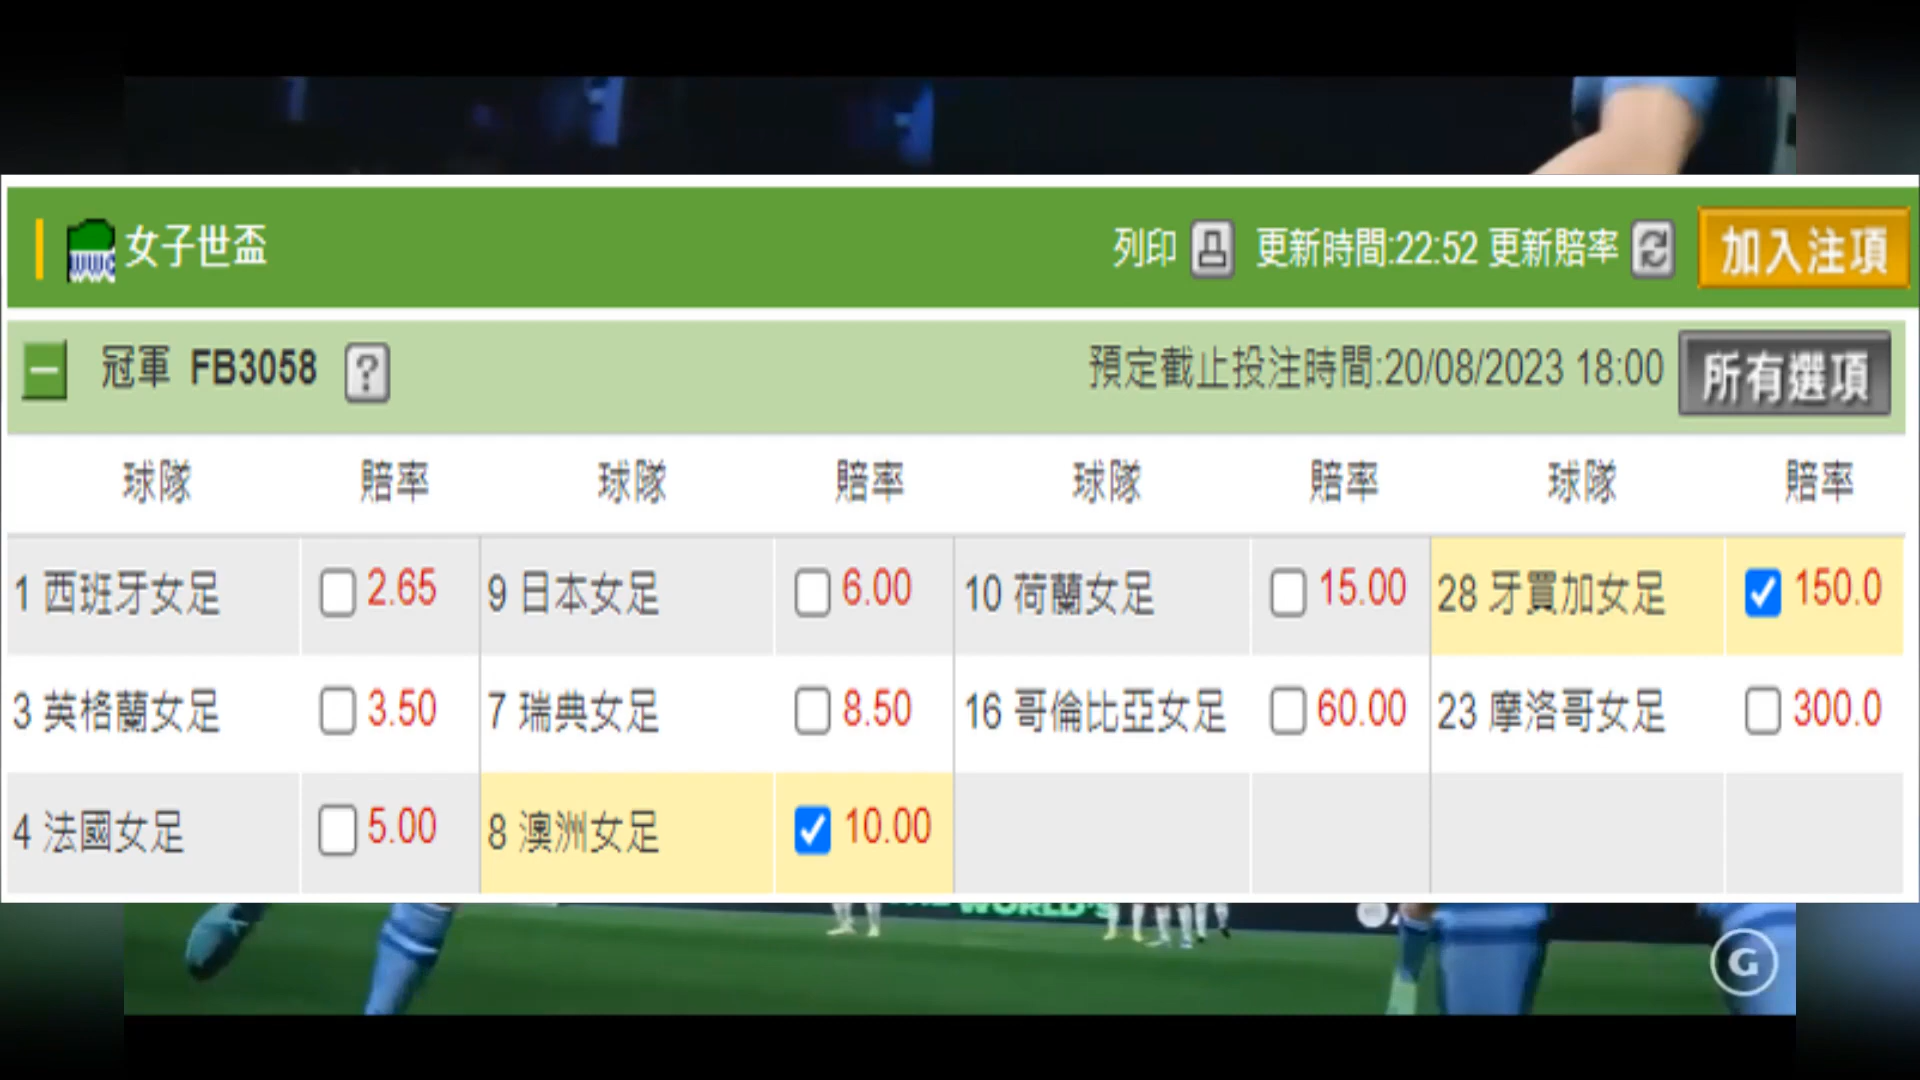 女子世盃 列印 更新時間:22:52 更新賠率 加入注項
冠軍 FB3058 ? 預定截止投注時間:20/08/2023 18:00 所有選項
球隊 賠率 球隊 賠率 球隊 賠率 球隊 賠率
1 西班牙女足 2.65 9 日本女足 6.00 10 荷蘭女足 15.00 28 牙買加女足 150.0
3 英格蘭女足 3.50 7 瑞典女足 8.50 16 哥倫比亞女足 60.00 23 摩洛哥女足 300.0
4 法國女足 5.00 8 澳洲女足 10.00
WORLD'S
G